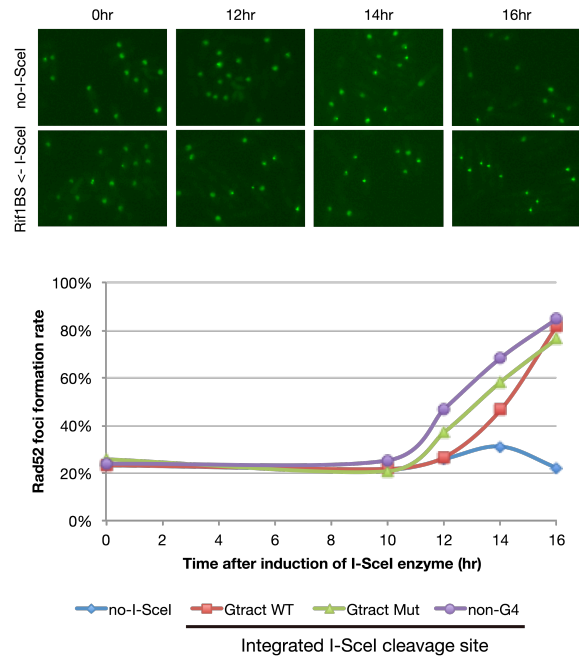 0hr 12hr 14hr 16hr
no-I-SceI
Rif1BS <- I-SceI
100%
80%
60%
40%
20%
0%
Rad52 foci formation rate
0 2 4 6 8 10 12 14 16
Time after induction of I-SceI enzyme (hr)
no-I-SceI Gtract WT Gtract Mut non-G4
Integrated I-SceI cleavage site